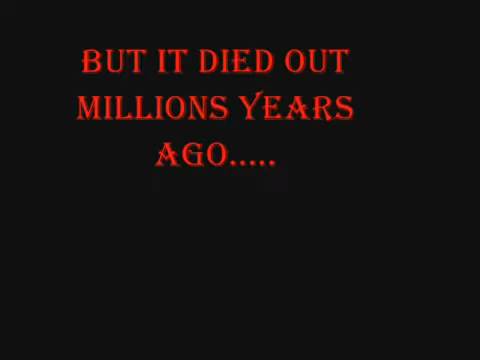 BUT IT DIED OUT
MILLIONS YEARS
AGO.....